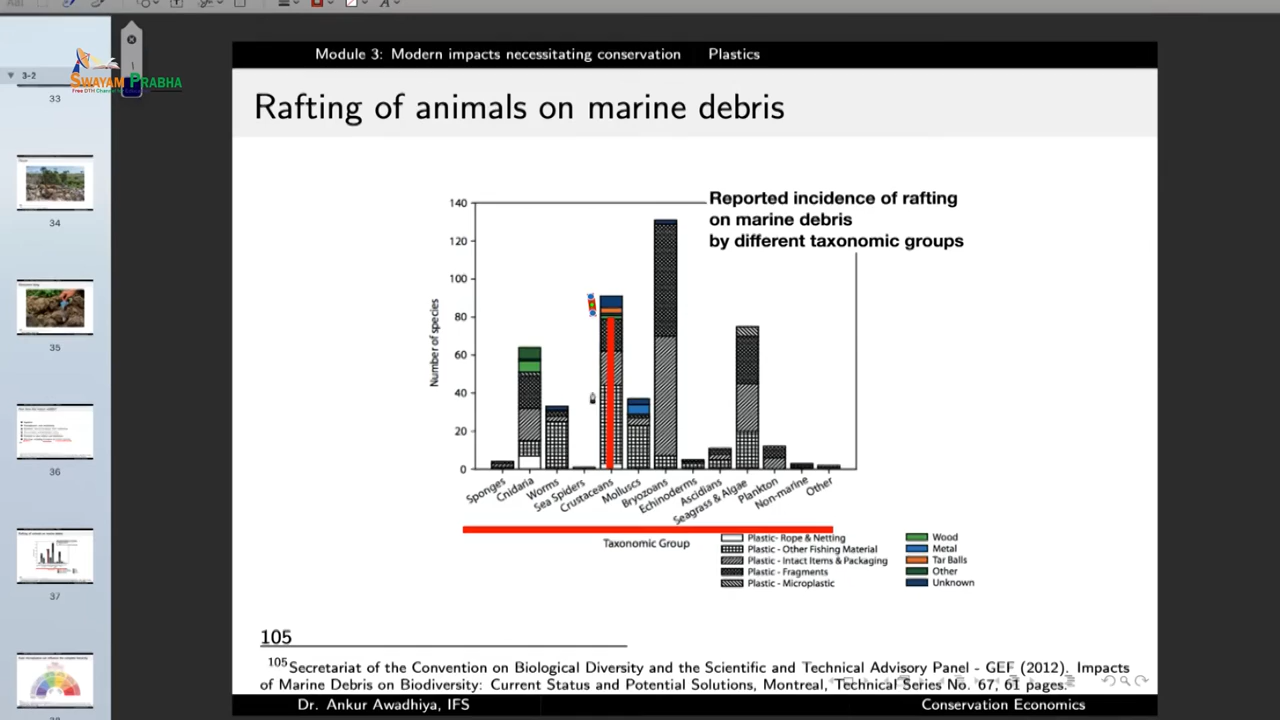 Module 3: Modern impacts necessitating conservation Plastics
3-2
SWAYAM PRABHA
33
Rafting of animals on marine debris
Reported incidence of rafting
on marine debris
by different taxonomic groups
140
120
100
80
60
40
20
0
Number of species
Sponges
Cnidaria
Worms
Sea Spiders
Crustaceans
Molluscs
Bryozoans
Echinoderms
Ascidians
Seagrass & Algae
Plankton
Non-marine
Other
Taxonomic Group
Plastic- Rope & Netting
Plastic - Other Fishing Material
Plastic - Intact Items & Packaging
Plastic - Fragments
Plastic - Microplastic
Wood
Metal
Tar Balls
Other
Unknown
34
35
36
37
105
105 Secretariat of the Convention on Biological Diversity and the Scientific and Technical Advisory Panel - GEF (2012). Impacts
of Marine Debris on Biodiversity: Current Status and Potential Solutions, Montreal, Technical Series No. 67, 61 pages.
Dr. Ankur Awadhiya, IFS Conservation Economics